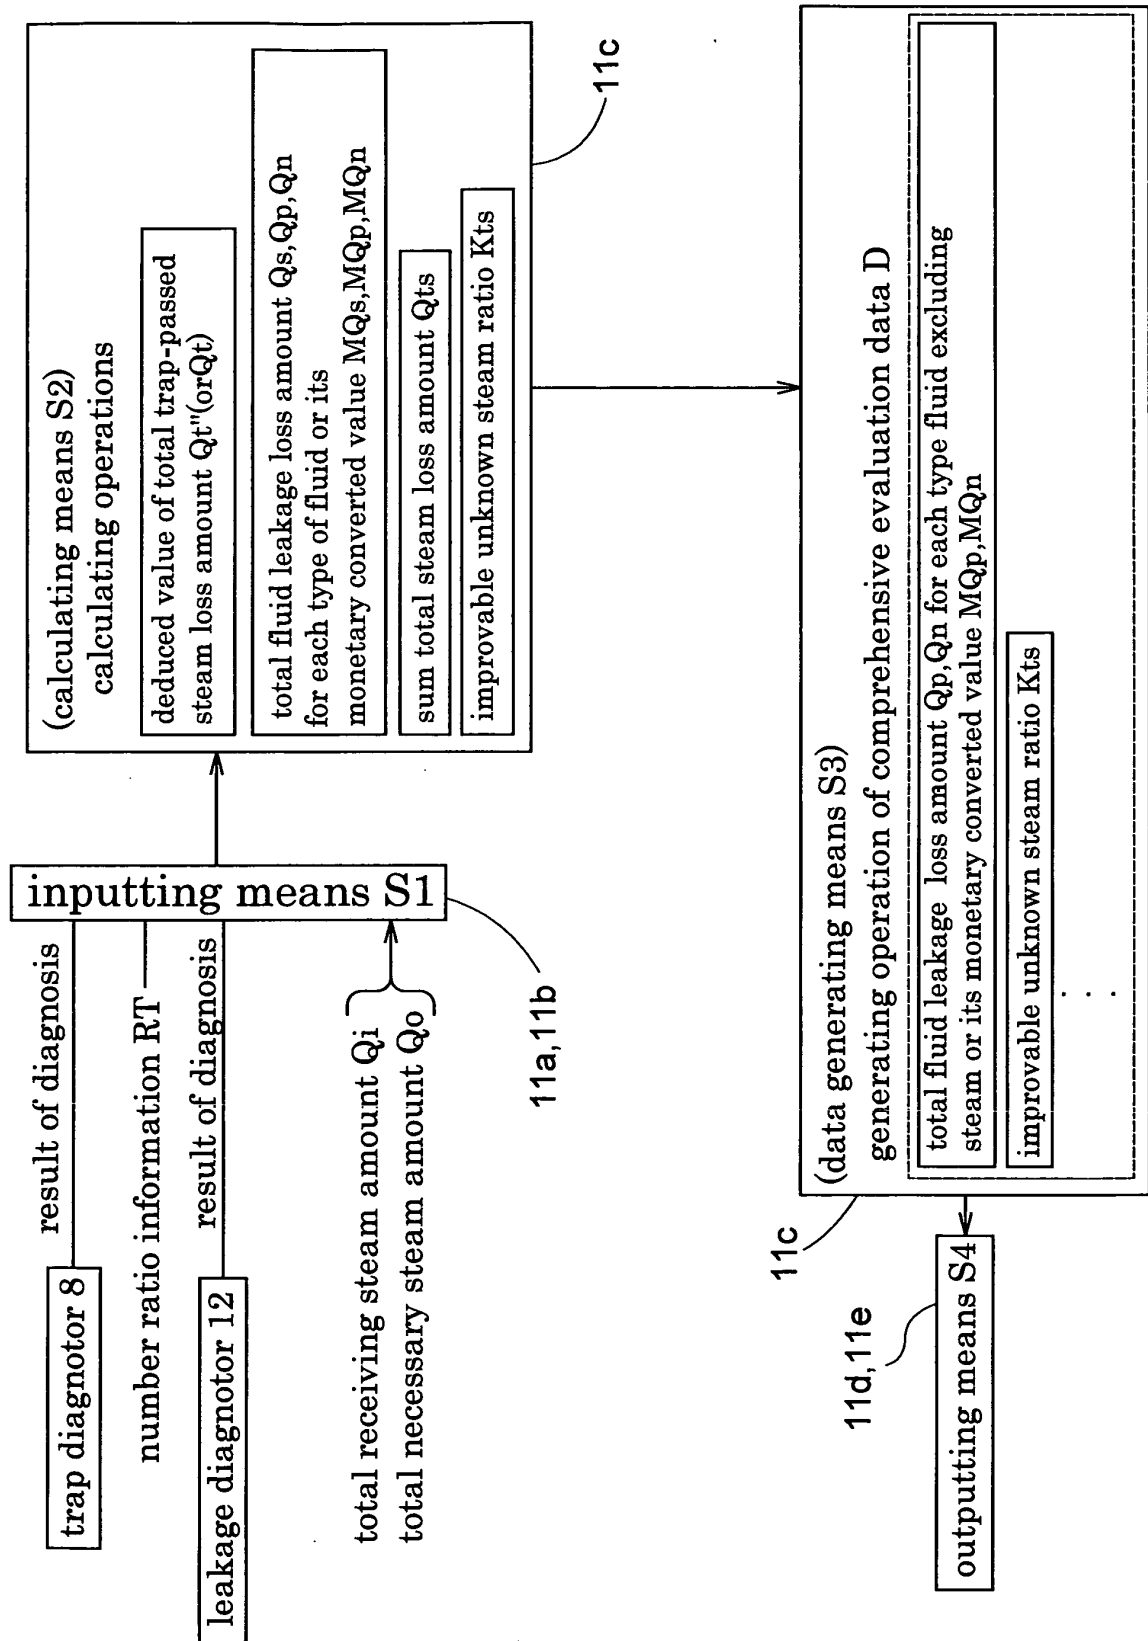 trap diagnotor 8
result of diagnosis
number ratio information RT
leakage diagnotor 12
result of diagnosis
total receiving steam amount Qi
total necessary steam amount Qo
inputting means S1
11a,11b
(calculating means S2)
calculating operations
deduced value of total trap-passed
steam loss amount Qt"(orQt)
total fluid leakage loss amount Qs,Qp,Qn
for each type of fluid or its
monetary converted value MQs,MQp,MQn
sum total steam loss amount Qts
improvable unknown steam ratio Kts
11c
(data generating means S3)
generating operation of comprehensive evaluation data D
total fluid leakage loss amount Qp,Qn for each type fluid excluding
steam or its monetary converted value MQp,MQn
improvable unknown steam ratio Kts
. . .
11c
outputting means S4
11d,11e